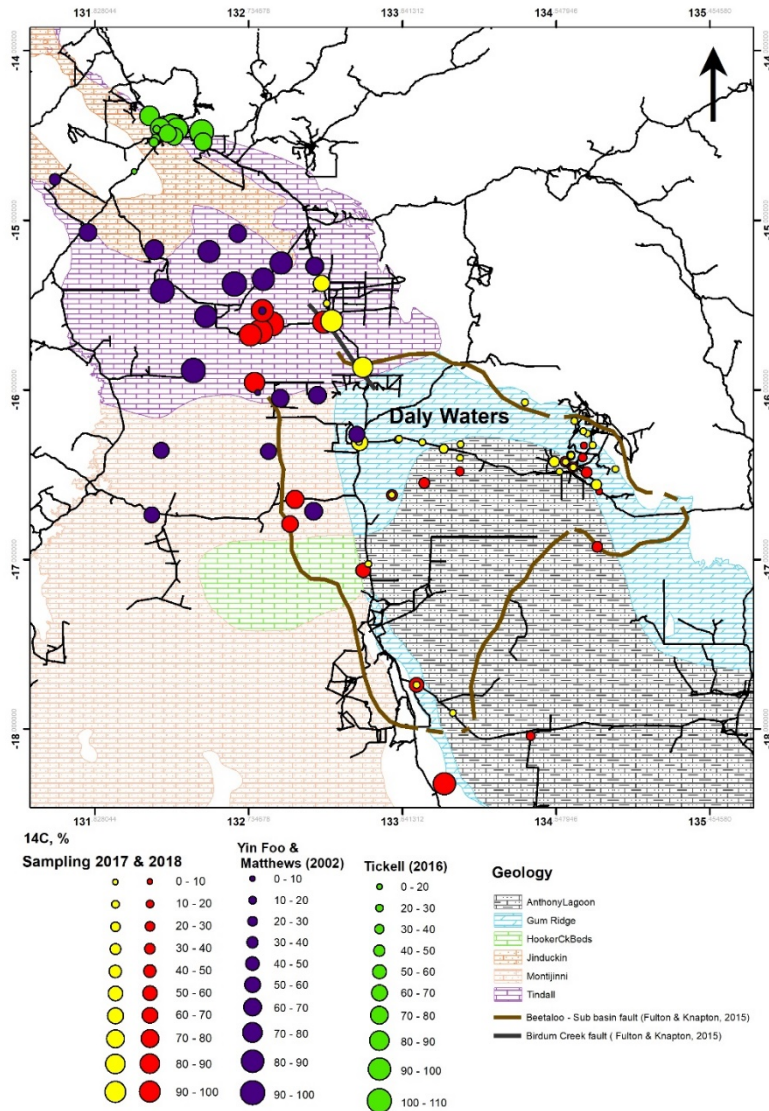 131 132 133 134 135
-14 -14
-15 -15
-16 -16
Daly Waters
-17 -17
-18 -18
131 132 133 134 135
14C, %
Sampling 2017 & 2018
0 - 10
10 - 20
20 - 30
30 - 40
40 - 50
50 - 60
60 - 70
70 - 80
80 - 90
90 - 100
Yin Foo &
Matthews (2002)
0 - 10
10 - 20
20 - 30
30 - 40
40 - 50
50 - 60
60 - 70
70 - 80
80 - 90
90 - 100
Tickell (2016)
0 - 20
20 - 30
30 - 40
40 - 50
50 - 60
60 - 70
70 - 80
80 - 90
90 - 100
100 - 110
Geology
AnthonyLagoon
Gum Ridge
HookerCkBeds
Jinduckin
Montijinni
Tindall
Beetaloo - Sub basin fault (Fulton & Knapton, 2015)
Birdum Creek fault ( Fulton & Knapton, 2015)